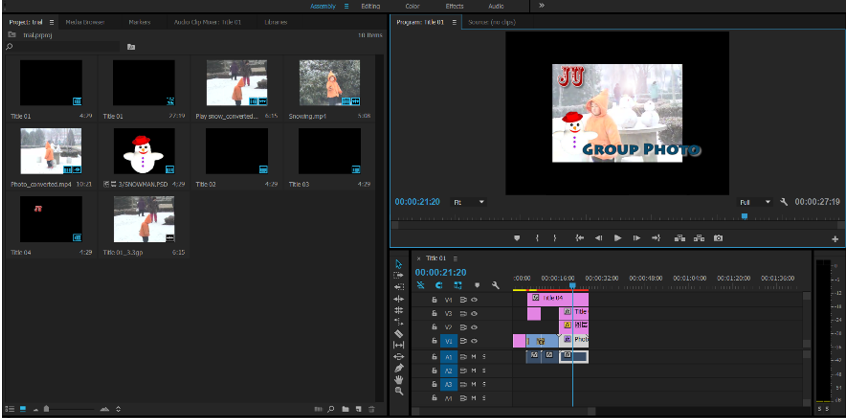 Assembly Editing Color Effects Audio
Project: trial Media Browser Markers Audio Clip Mixer: Title 01 Libraries
trial.prproj 10 Items
Title 01 4:29
Title 01 27:19
Play snow_converted... 6:15
Snowing.mp4 5:08
Photo_converted.mp4 10:21
3/SNOWMAN.PSD 4:29
Title 02 4:29
Title 03 4:29
Title 04 4:29
Title 01_3.3gp 6:15
Program: Title 01 Source: (no clips)
JU
GROUP PHOTO
00:00:21:20 Fit Full 00:00:27:19
Title 01
00:00:21:20
:00:00 00:00:16:00 00:00:32:00 00:00:48:00 00:01:04:00 00:01:20:00 00:01:36:00
V4 Title 04
V3 Title
V2
V1 Phot
A1 M S
A2 M S
A3 M S
A4 M S
S S